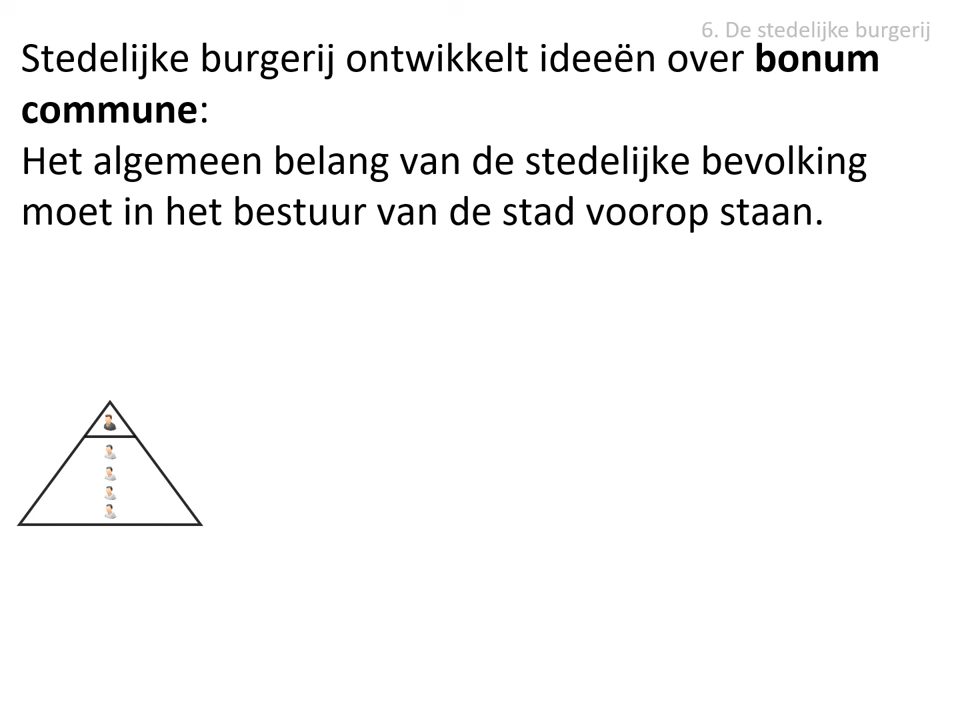 6. De stedelijke burgerij
Stedelijke burgerij ontwikkelt ideeën over bonum
commune:
Het algemeen belang van de stedelijke bevolking
moet in het bestuur van de stad voorop staan.